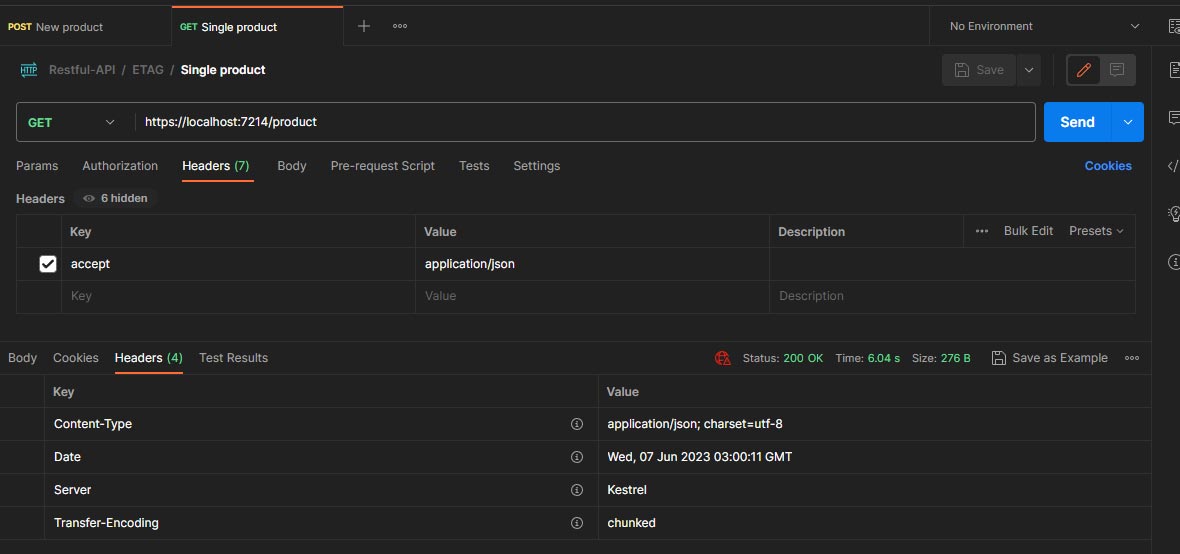 POST New product GET Single product No Environment
HTTP Restful-API / ETAG / Single product Save
GET https://localhost:7214/product Send
Params Authorization Headers (7) Body Pre-request Script Tests Settings Cookies
Headers 6 hidden
Key Value Description Bulk Edit Presets
accept application/json
Key Value Description
Body Cookies Headers (4) Test Results Status: 200 OK Time: 6.04 s Size: 276 B Save as Example
Key Value
Content-Type application/json; charset=utf-8
Date Wed, 07 Jun 2023 03:00:11 GMT
Server Kestrel
Transfer-Encoding chunked